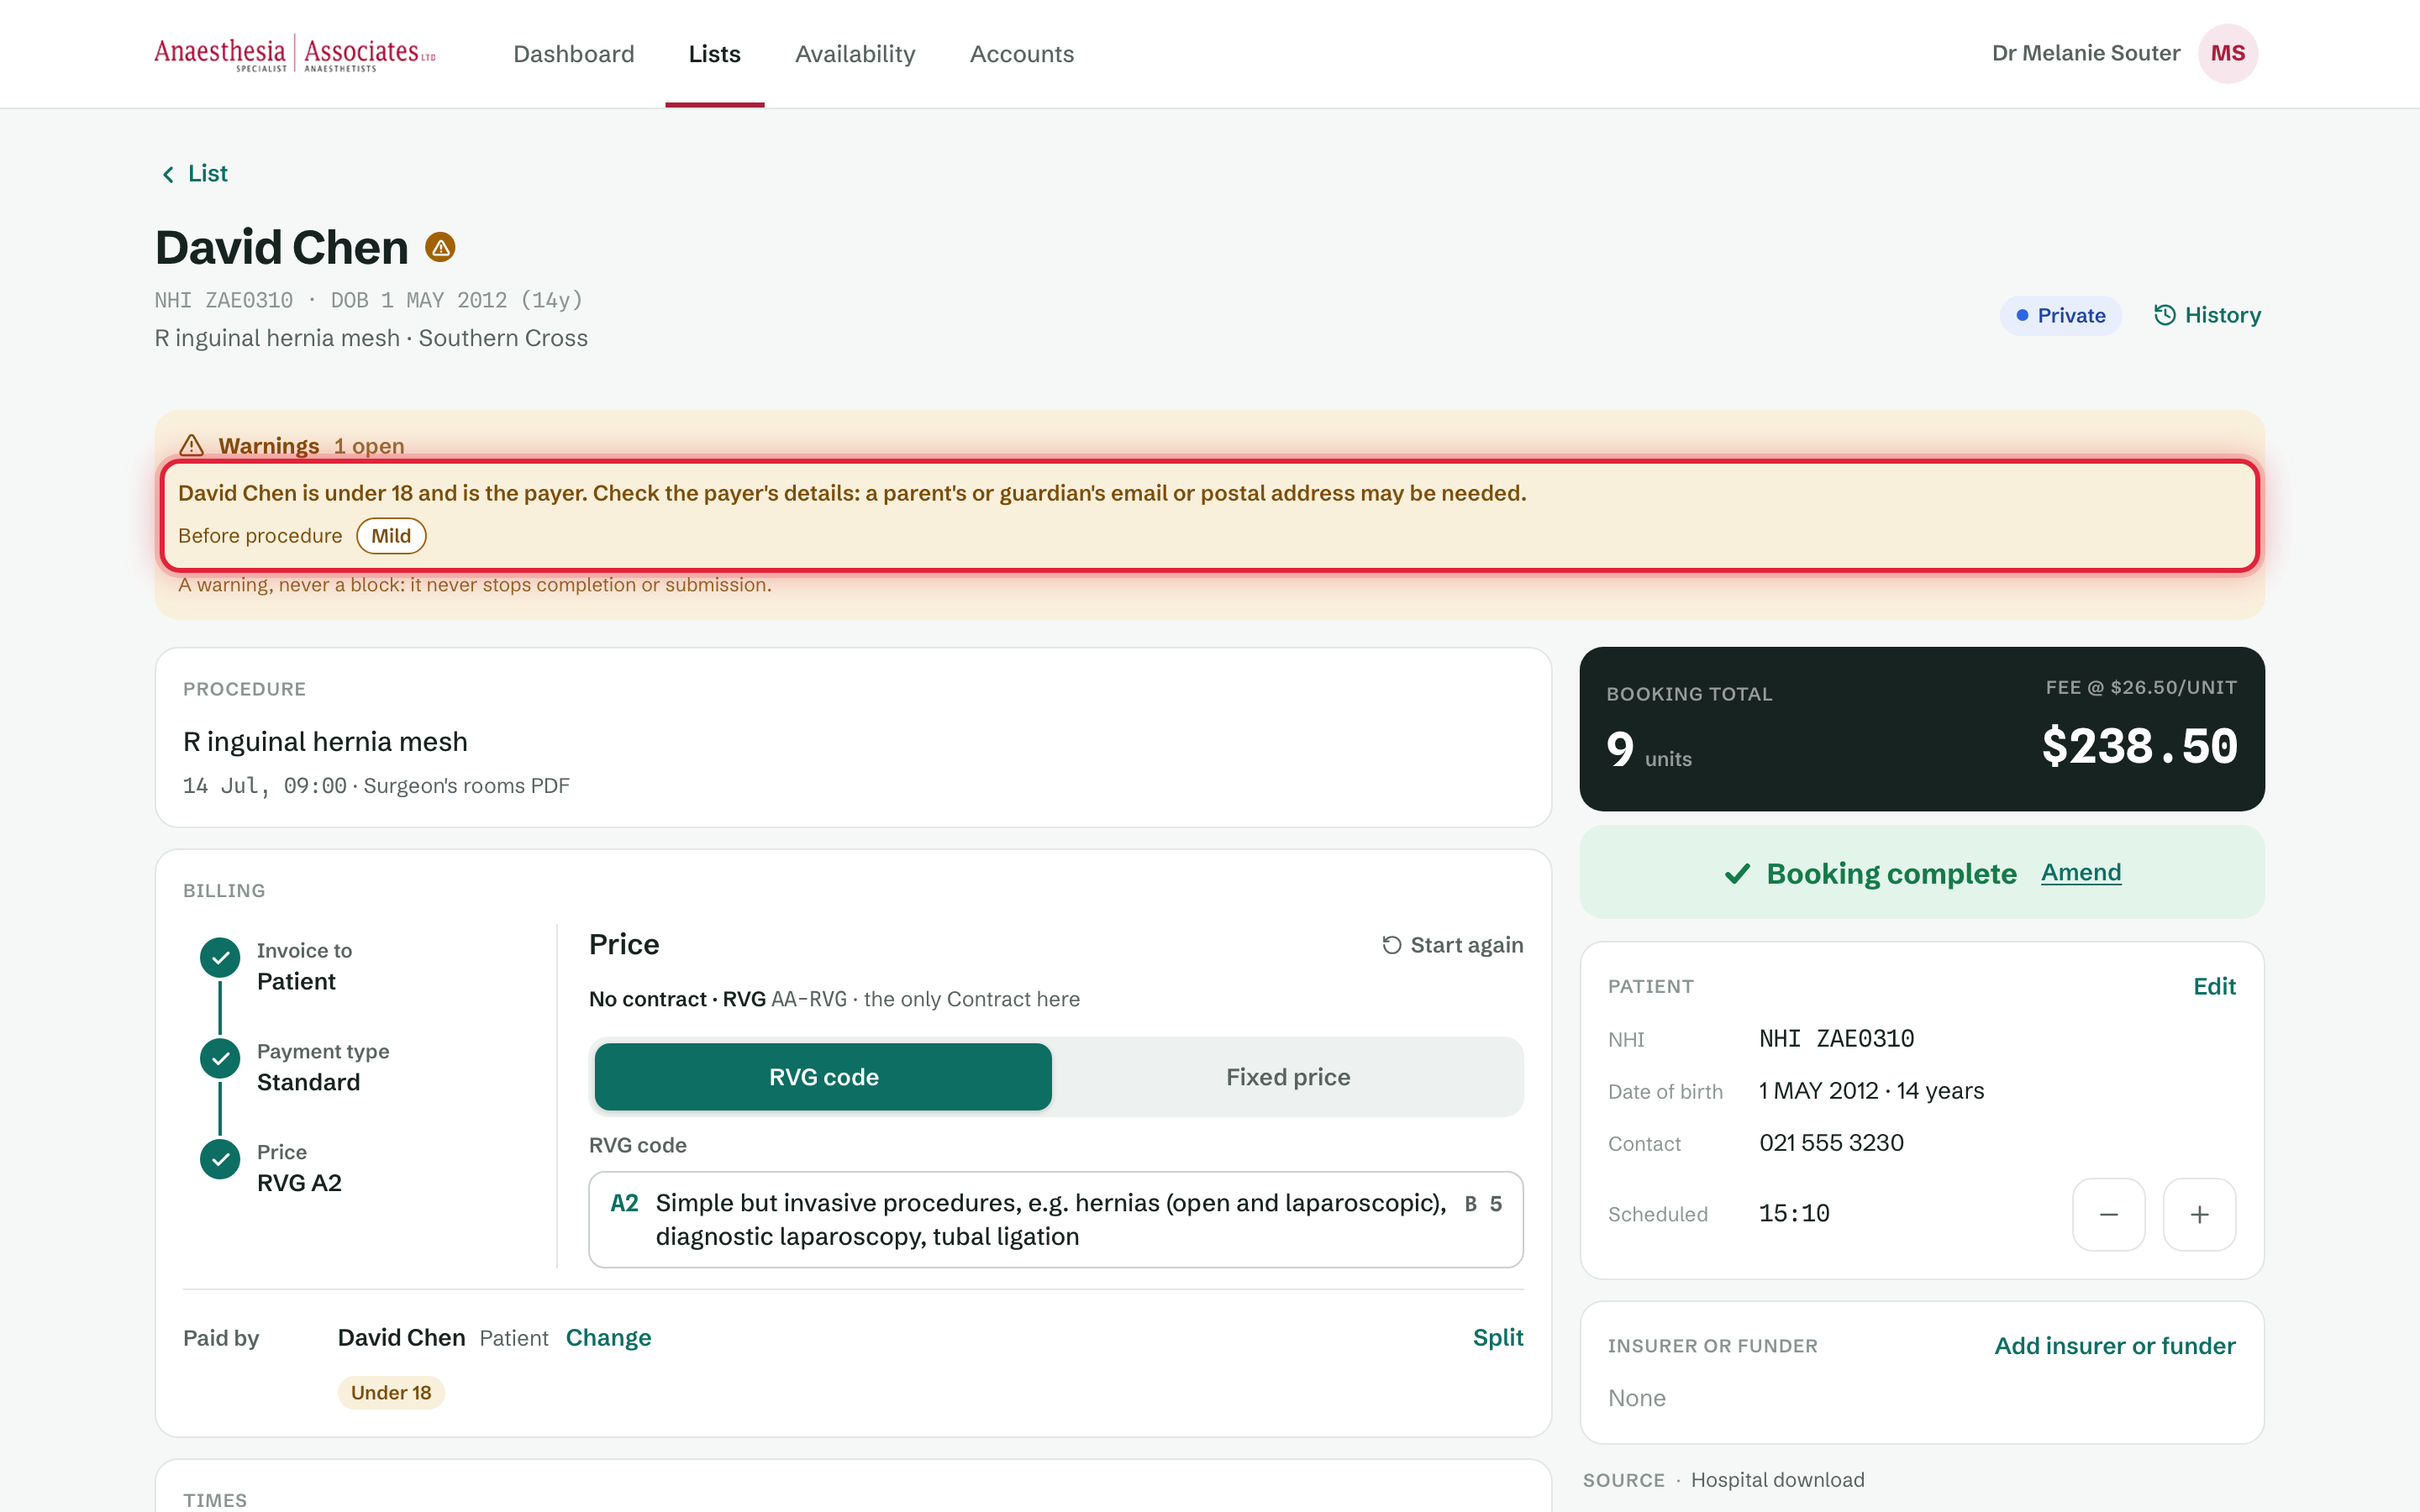 Anaesthesia Associates LTD
SPECIALIST ANAESTHETISTS
Dashboard
Lists
Availability
Accounts
Dr Melanie Souter
MS
List
David Chen
NHI ZAE0310 · DOB 1 MAY 2012 (14y)
R inguinal hernia mesh · Southern Cross
Private
History
Warnings 1 open
David Chen is under 18 and is the payer. Check the payer's details: a parent's or guardian's email or postal address may be needed.
Before procedure Mild
A warning, never a block: it never stops completion or submission.
PROCEDURE
R inguinal hernia mesh
14 Jul, 09:00 · Surgeon's rooms PDF
BOOKING TOTAL
FEE @ $26.50/UNIT
9 units
$238.50
Booking complete Amend
BILLING
Invoice to
Patient
Payment type
Standard
Price
RVG A2
Price
Start again
No contract · RVG AA-RVG · the only Contract here
RVG code
Fixed price
RVG code
A2 Simple but invasive procedures, e.g. hernias (open and laparoscopic), B 5
diagnostic laparoscopy, tubal ligation
Paid by
David Chen Patient Change
Split
Under 18
PATIENT
Edit
NHI
NHI ZAE0310
Date of birth
1 MAY 2012 · 14 years
Contact
021 555 3230
Scheduled
15:10
−
+
INSURER OR FUNDER
Add insurer or funder
None
SOURCE · Hospital download
TIMES